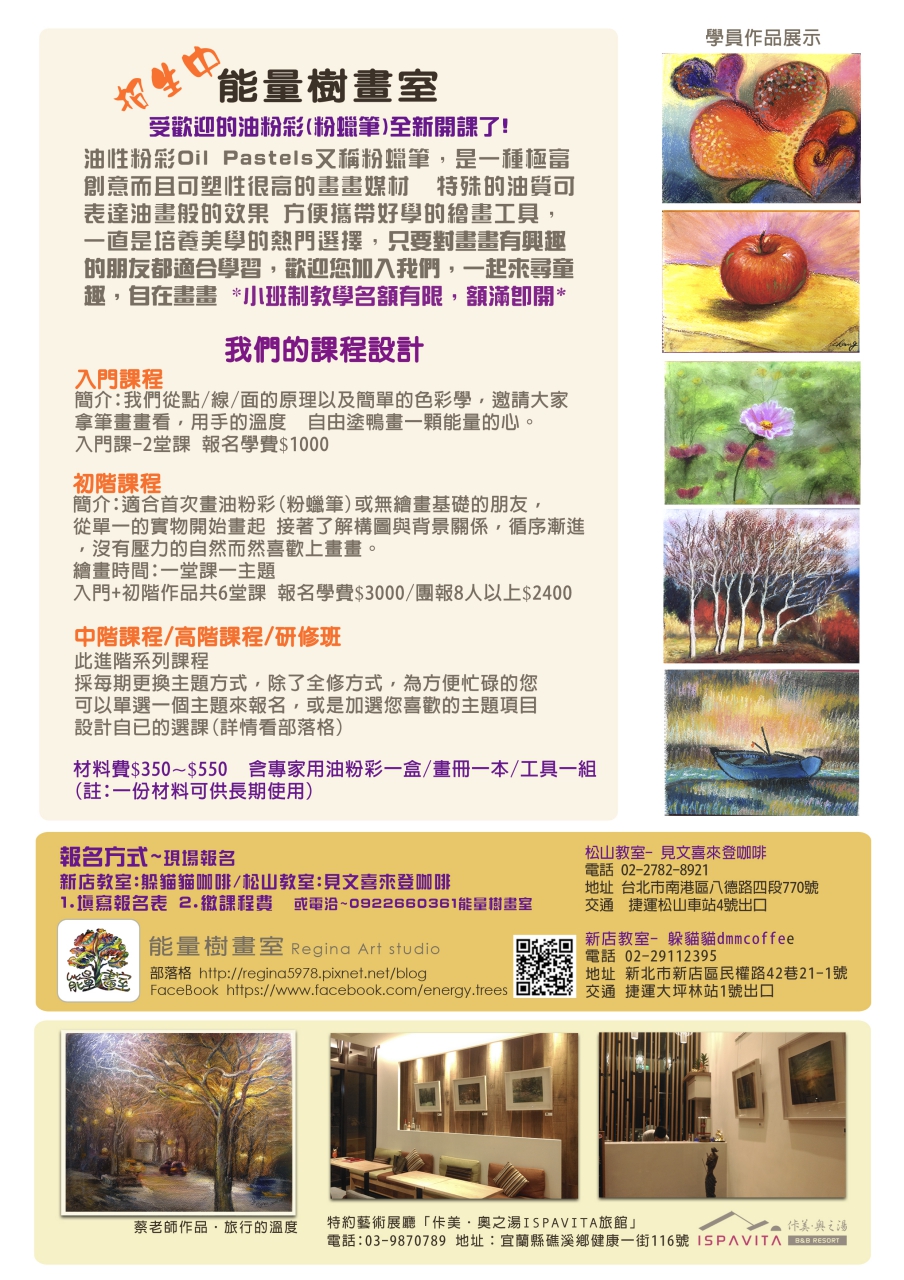 招生中
能量樹畫室
受歡迎的油粉彩(粉蠟筆)全新開課了!
油性粉彩Oil Pastels又稱粉蠟筆,是一種極富
創意而且可塑性很高的畫畫媒材 特殊的油質可
表達油畫般的效果 方便攜帶好學的繪畫工具,
一直是培養美學的熱門選擇,只要對畫畫有興趣
的朋友都適合學習,歡迎您加入我們,一起來尋童
趣,自在畫畫 *小班制教學名額有限,額滿即開*
我們的課程設計
入門課程
簡介:我們從點/線/面的原理以及簡單的色彩學,邀請大家
拿筆畫畫看,用手的溫度 自由塗鴨畫一顆能量的心。
入門課-2堂課 報名學費$1000
初階課程
簡介:適合首次畫油粉彩(粉蠟筆)或無繪畫基礎的朋友,
從單一的實物開始畫起 接著了解構圖與背景關係,循序漸進
,沒有壓力的自然而然喜歡上畫畫。
繪畫時間:一堂課一主題
入門+初階作品共6堂課 報名學費$3000/團報8人以上$2400
中階課程/高階課程/研修班
此進階系列課程
採每期更換主題方式,除了全修方式,為方便忙碌的您
可以單選一個主題來報名,或是加選您喜歡的主題項目
設計自已的選課(詳情看部落格)
材料費$350~$550 含專家用油粉彩一盒/畫冊一本/工具一組
(註:一份材料可供長期使用)
學員作品展示
報名方式~現場報名
新店教室:躲貓貓咖啡/松山教室:見文喜來登咖啡
1.填寫報名表 2.繳課程費 或電洽~0922660361能量樹畫室
能量畫室
能量樹畫室 Regina Art studio
部落格 http://regina5978.pixnet.net/blog
FaceBook https://www.facebook.com/energy.trees
松山教室- 見文喜來登咖啡
電話 02-2782-8921
地址 台北市南港區八德路四段770號
交通 捷運松山車站4號出口
新店教室- 躲貓貓dmmcoffee
電話 02-29112395
地址 新北市新店區民權路42巷21-1號
交通 捷運大坪林站1號出口
蔡老師作品·旅行的溫度
特約藝術展廳「佧美·奧之湯ISPAVITA旅館」
電話:03-9870789 地址:宜蘭縣礁溪鄉健康一街116號
ISPAVITA
佧美·奧之湯
B&B RESORT